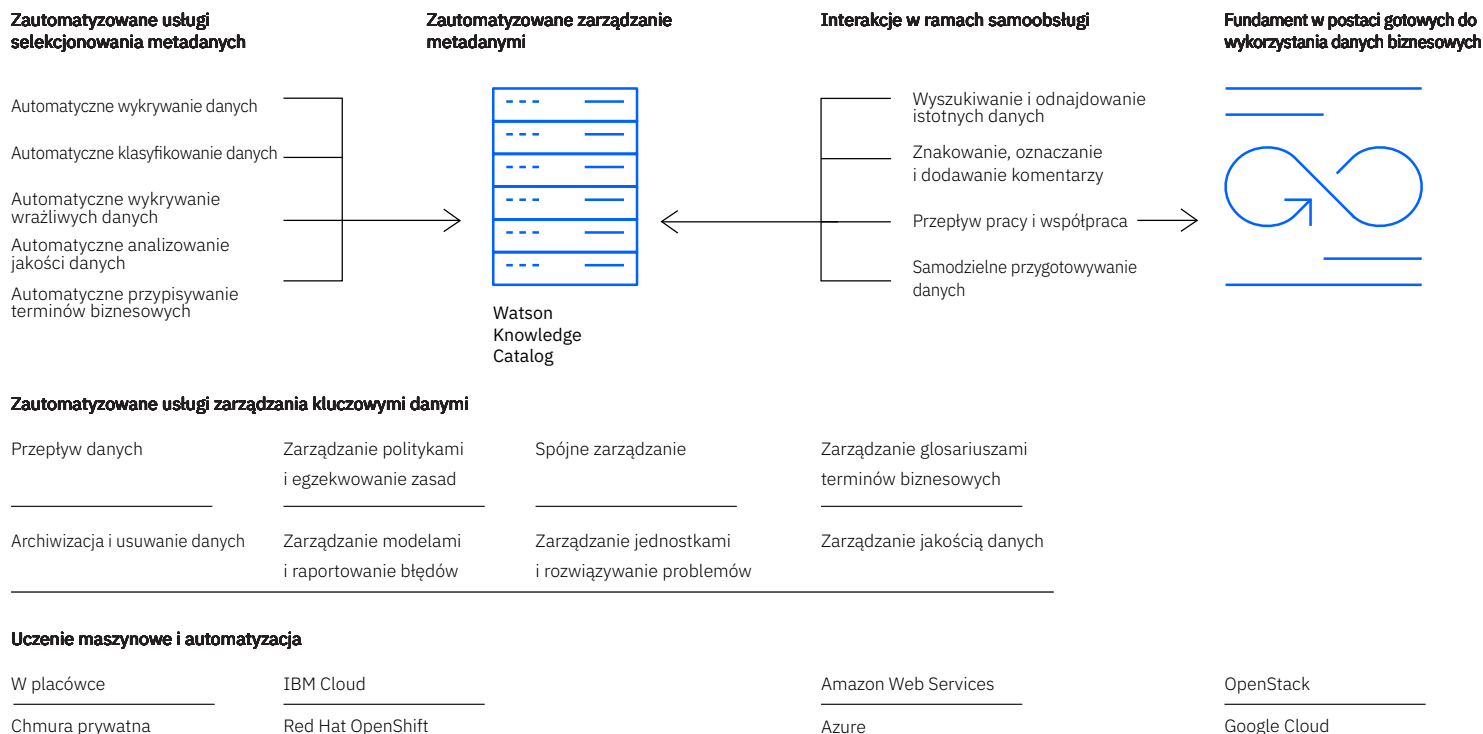 Zautomatyzowane usługi
selekcjonowania metadanych
Zautomatyzowane zarządzanie
metadanymi
Interakcje w ramach samoobsługi
Fundament w postaci gotowych do
wykorzystania danych biznesowych
Automatyczne wykrywanie danych
Automatyczne klasyfikowanie danych
Automatyczne wykrywanie
wrażliwych danych
Automatyczne analizowanie
jakości danych
Automatyczne przypisywanie
terminów biznesowych
Watson
Knowledge
Catalog
Wyszukiwanie i odnajdowanie
istotnych danych
Znakowanie, oznaczanie
i dodawanie komentarzy
Przepływ pracy i współpraca
Samodzielne przygotowywanie
danych
Zautomatyzowane usługi zarządzania kluczowymi danymi
Przepływ danych
Zarządzanie politykami
i egzekwowanie zasad
Spójne zarządzanie
Zarządzanie glosariuszami
terminów biznesowych
Archiwizacja i usuwanie danych
Zarządzanie modelami
i raportowanie błędów
Zarządzanie jednostkami
i rozwiązywanie problemów
Zarządzanie jakością danych
Uczenie maszynowe i automatyzacja
W placówce
IBM Cloud
Amazon Web Services
OpenStack
Chmura prywatna
Red Hat OpenShift
Azure
Google Cloud